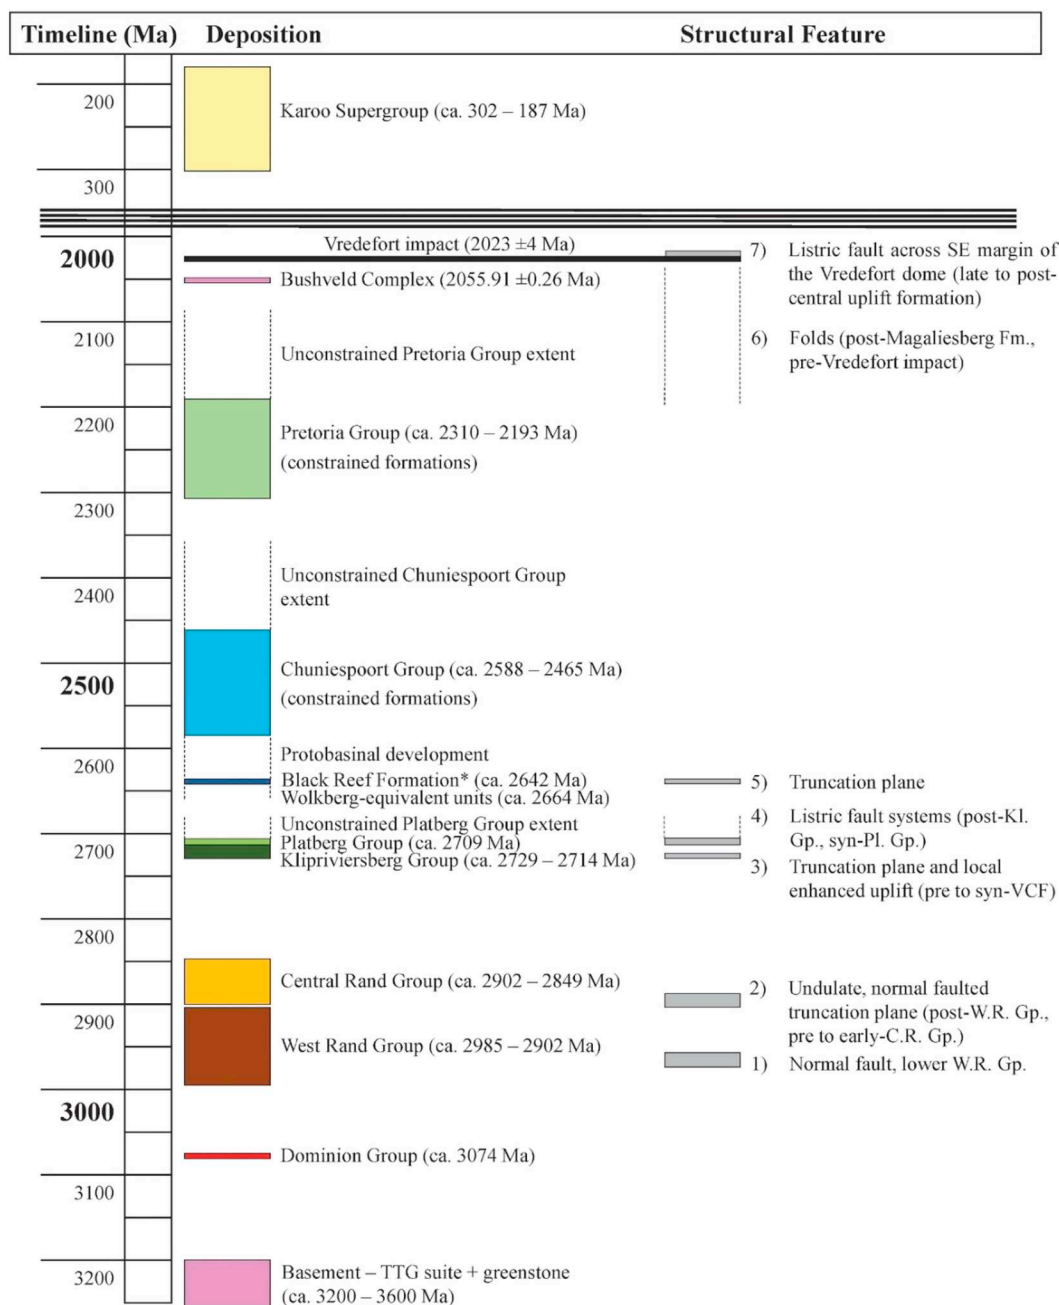 Timeline (Ma) Deposition Structural Feature
200
Karoo Supergroup (ca. 302 – 187 Ma)
300
Vredefort impact (2023 ±4 Ma)
2000
7) Listric fault across SE margin of
the Vredefort dome (late to post-
central uplift formation)
Bushveld Complex (2055.91 ±0.26 Ma)
2100
6) Folds (post-Magaliesberg Fm.,
pre-Vredefort impact)
Unconstrained Pretoria Group extent
2200
Pretoria Group (ca. 2310 – 2193 Ma)
(constrained formations)
2300
Unconstrained Chuniespoort Group
extent
2400
Chuniespoort Group (ca. 2588 – 2465 Ma)
(constrained formations)
2500
Protobasinal development
2600
Black Reef Formation* (ca. 2642 Ma)
5) Truncation plane
Wolkberg-equivalent units (ca. 2664 Ma)
Unconstrained Platberg Group extent
4) Listric fault systems (post-Kl.
Gp., syn-Pl. Gp.)
Platberg Group (ca. 2709 Ma)
2700
Klipriviersberg Group (ca. 2729 – 2714 Ma)
3) Truncation plane and local
enhanced uplift (pre to syn-VCF)
2800
Central Rand Group (ca. 2902 – 2849 Ma)
2) Undulate, normal faulted
truncation plane (post-W.R. Gp.,
pre to early-C.R. Gp.)
2900
West Rand Group (ca. 2985 – 2902 Ma)
1) Normal fault, lower W.R. Gp.
3000
Dominion Group (ca. 3074 Ma)
3100
3200
Basement – TTG suite + greenstone
(ca. 3200 – 3600 Ma)